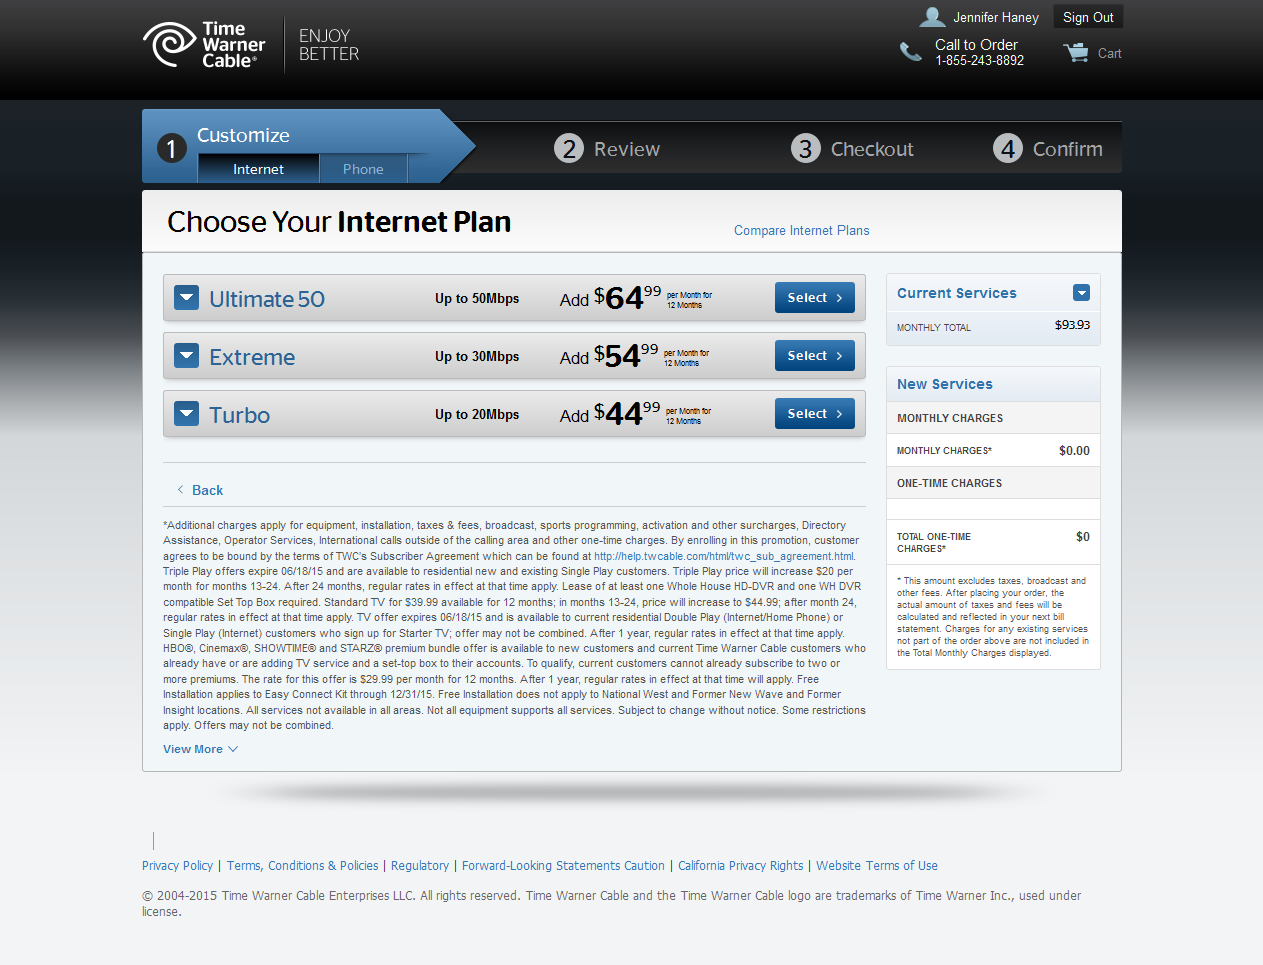 Time Warner Cable®
ENJOY BETTER
Jennifer Haney
Sign Out
Call to Order
1-855-243-8892
Cart
1
Customize
Internet
Phone
2 Review
3 Checkout
4 Confirm
Choose Your Internet Plan
Compare Internet Plans
Ultimate 50
Up to 50Mbps
Add $64.99 per Month for 12 Months
Select
Extreme
Up to 30Mbps
Add $54.99 per Month for 12 Months
Select
Turbo
Up to 20Mbps
Add $44.99 per Month for 12 Months
Select
Back
*Additional charges apply for equipment, installation, taxes & fees, broadcast, sports programming, activation and other surcharges, Directory
Assistance, Operator Services, International calls outside of the calling area and other one-time charges. By enrolling in this promotion, customer
agrees to be bound by the terms of TWC's Subscriber Agreement which can be found at http://help.twcable.com/html/twc_sub_agreement.html.
Triple Play offers expire 06/18/15 and are available to residential new and existing Single Play customers. Triple Play price will increase $20 per
month for months 13-24. After 24 months, regular rates in effect at that time apply. Lease of at least one Whole House HD-DVR and one WH DVR
compatible Set Top Box required. Standard TV for $39.99 available for 12 months; in months 13-24, price will increase to $44.99; after month 24,
regular rates in effect at that time apply. TV offer expires 06/18/15 and is available to current residential Double Play (Internet/Home Phone) or
Single Play (Internet) customers who sign up for Starter TV; offer may not be combined. After 1 year, regular rates in effect at that time apply.
HBO®, Cinemax®, SHOWTIME® and STARZ® premium bundle offer is available to new customers and current Time Warner Cable customers who
already have or are adding TV service and a set-top box to their accounts. To qualify, current customers cannot already subscribe to two or
more premiums. The rate for this offer is $29.99 per month for 12 months. After 1 year, regular rates in effect at that time will apply. Free
Installation applies to Easy Connect Kit through 12/31/15. Free Installation does not apply to National West and Former New Wave and Former
Insight locations. All services not available in all areas. Not all equipment supports all services. Subject to change without notice. Some restrictions
apply. Offers may not be combined.
View More
Current Services
MONTHLY TOTAL $93.93
New Services
MONTHLY CHARGES
MONTHLY CHARGES* $0.00
ONE-TIME CHARGES
TOTAL ONE-TIME CHARGES* $0
* This amount excludes taxes, broadcast and
other fees. After placing your order, the
actual amount of taxes and fees will be
calculated and reflected in your next bill
statement. Charges for any existing services
not part of the order above are not included in
the Total Monthly Charges displayed.
Privacy Policy | Terms, Conditions & Policies | Regulatory | Forward-Looking Statements Caution | California Privacy Rights | Website Terms of Use
© 2004-2015 Time Warner Cable Enterprises LLC. All rights reserved. Time Warner Cable and the Time Warner Cable logo are trademarks of Time Warner Inc., used under
license.